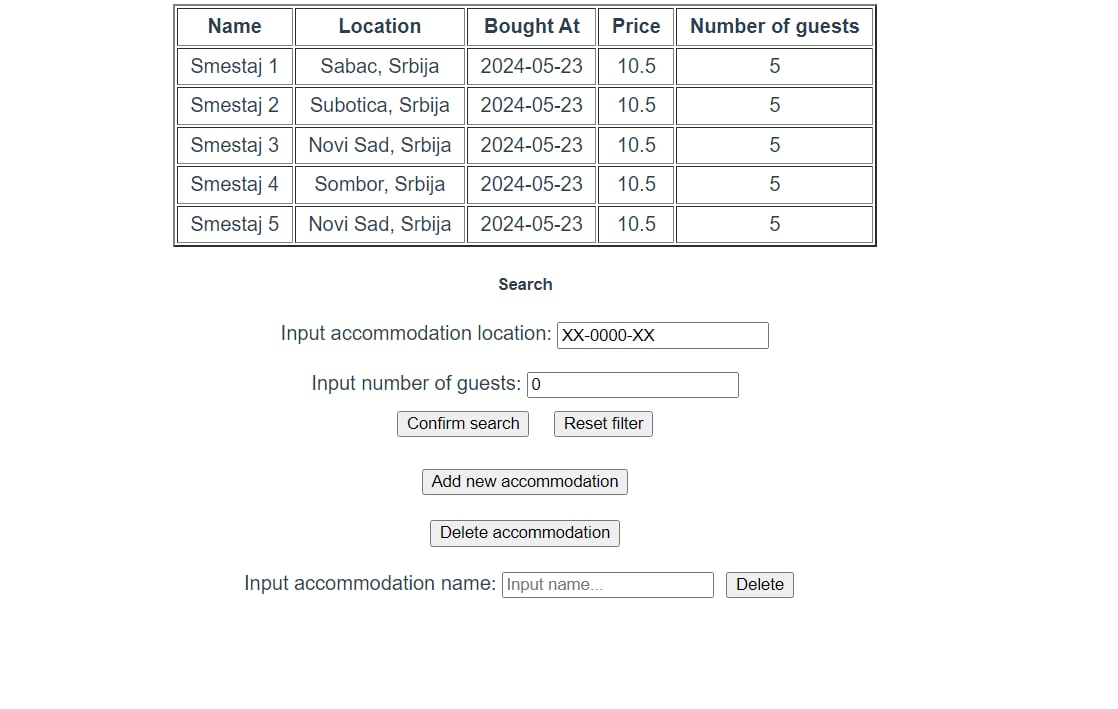 Name Location Bought At Price Number of guests
Smestaj 1 Sabac, Srbija 2024-05-23 10.5 5
Smestaj 2 Subotica, Srbija 2024-05-23 10.5 5
Smestaj 3 Novi Sad, Srbija 2024-05-23 10.5 5
Smestaj 4 Sombor, Srbija 2024-05-23 10.5 5
Smestaj 5 Novi Sad, Srbija 2024-05-23 10.5 5
Search
Input accommodation location: XX-0000-XX
Input number of guests: 0
Confirm search Reset filter
Add new accommodation
Delete accommodation
Input accommodation name: Input name... Delete